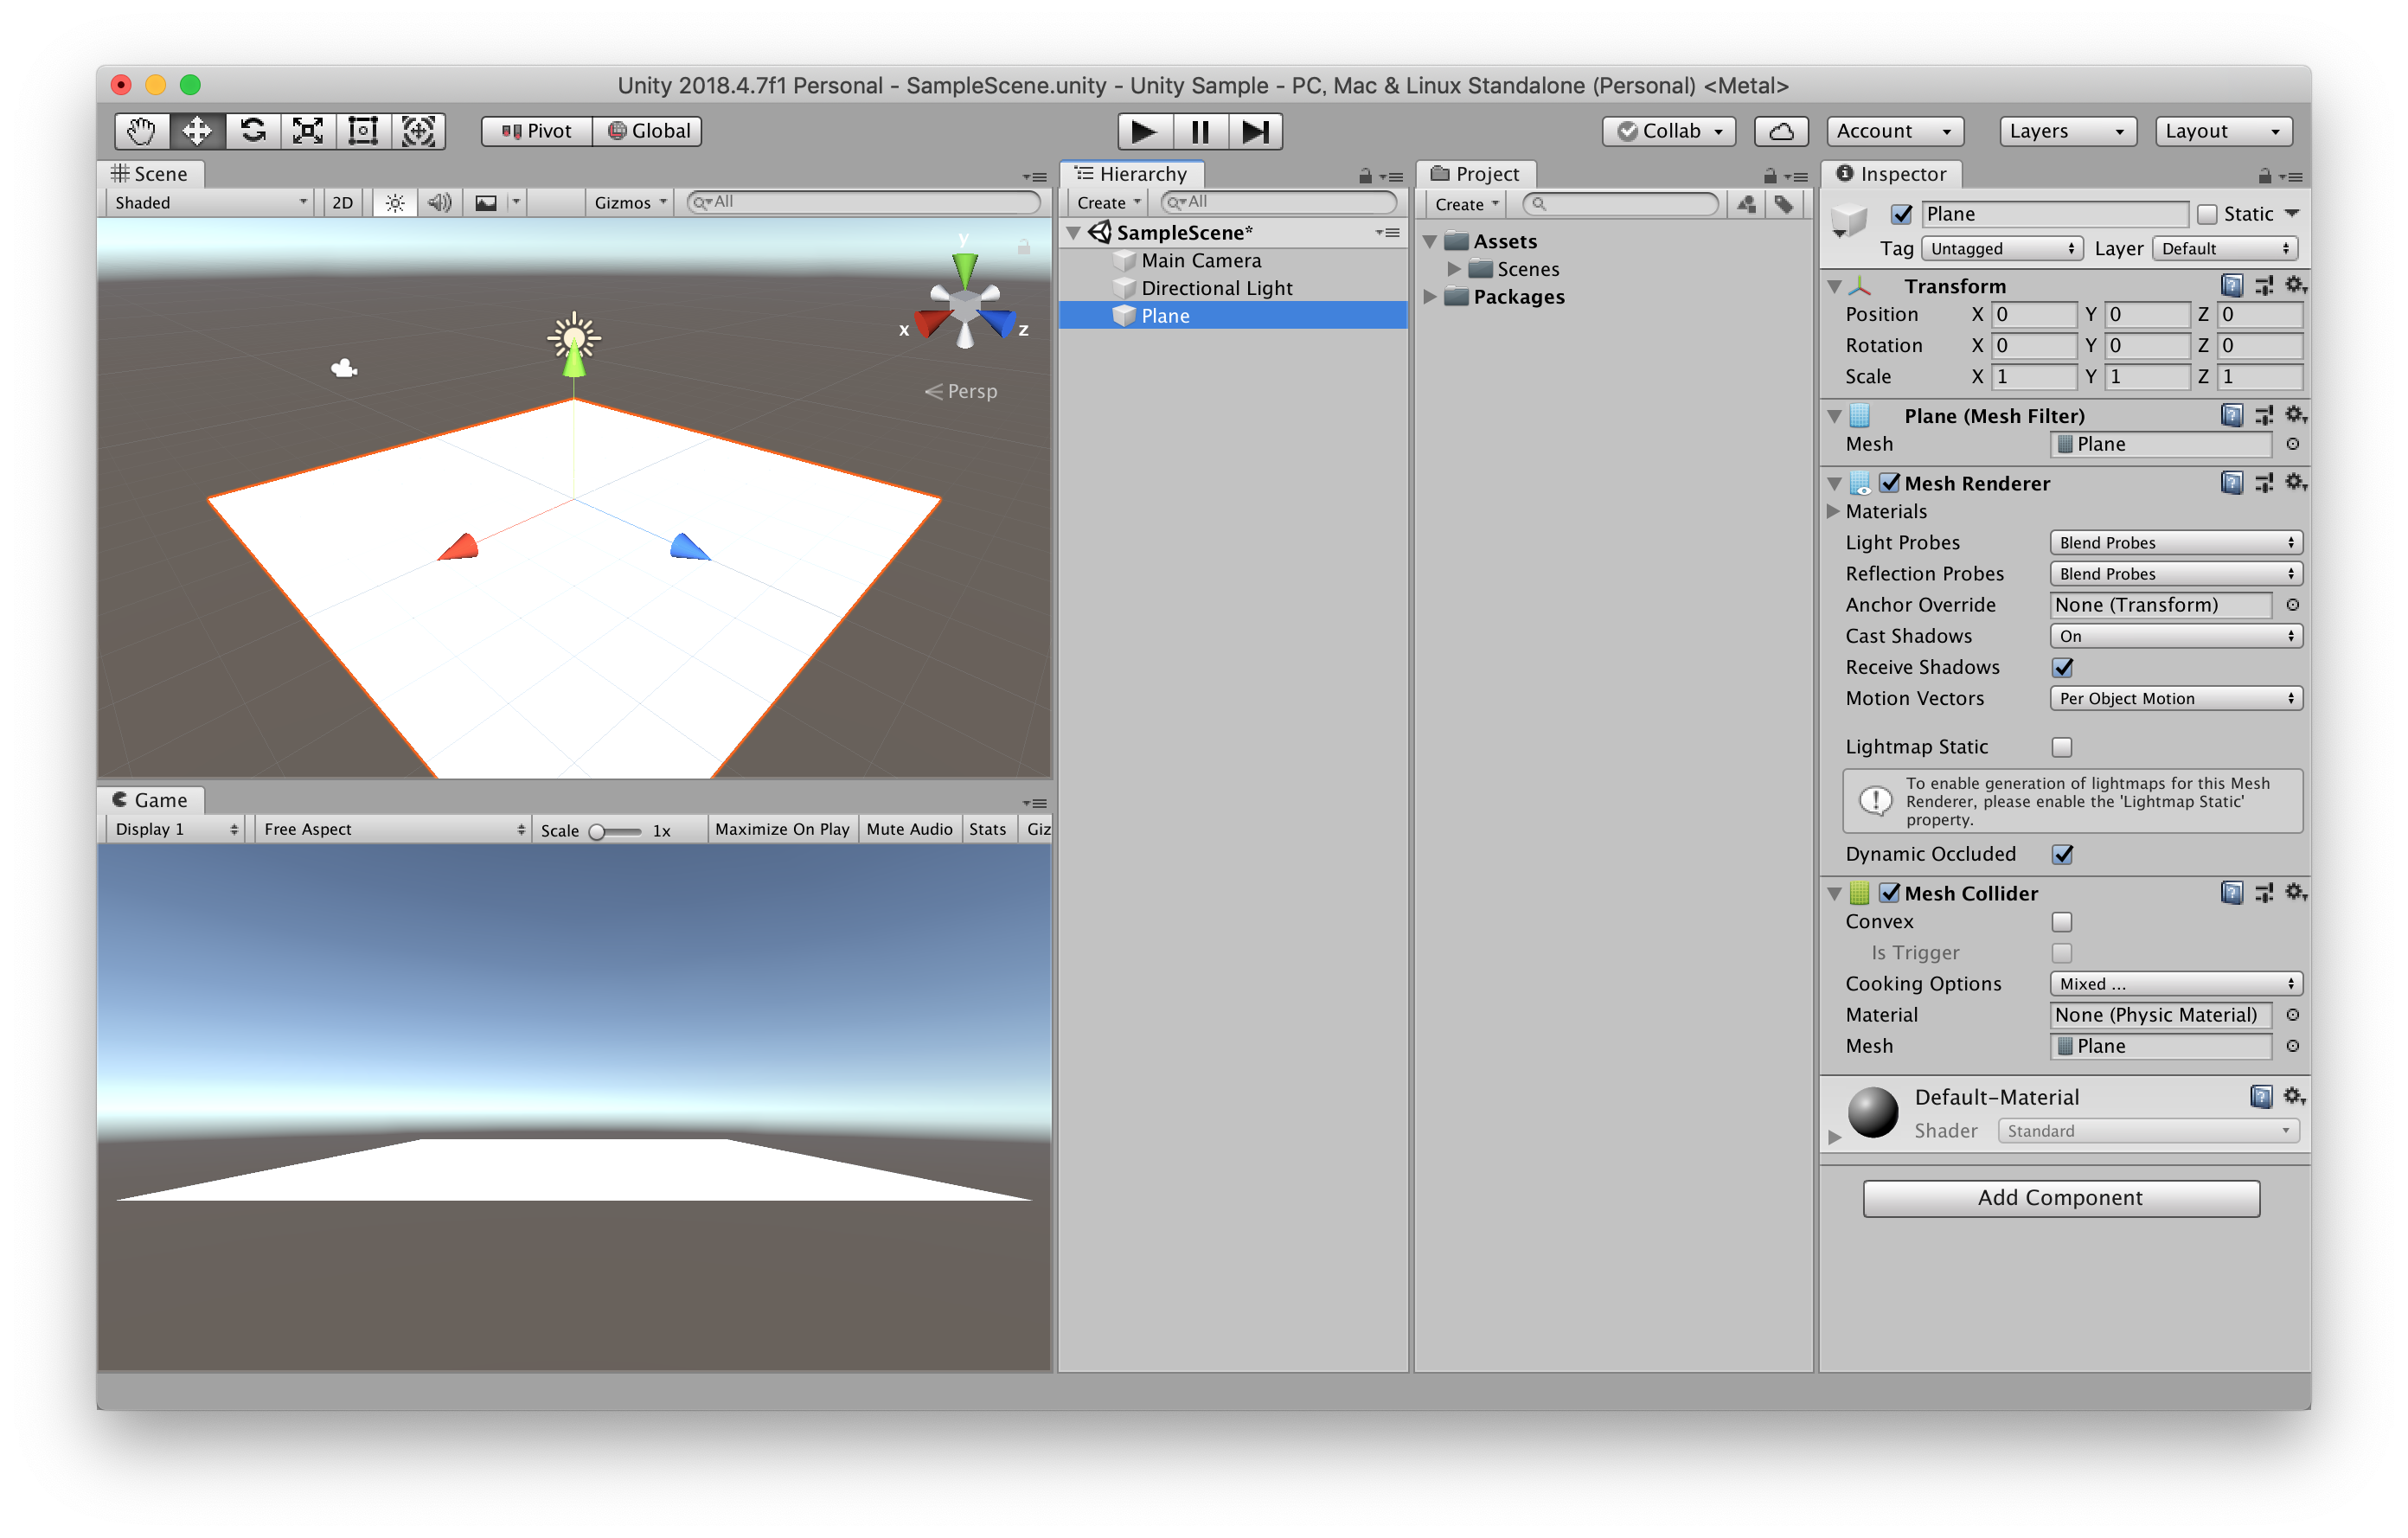 Unity 2018.4.7f1 Personal - SampleScene.unity - Unity Sample - PC, Mac & Linux Standalone (Personal) <Metal>
Pivot Global Collab Account Layers Layout
Scene
Shaded 2D Gizmos All
y
x z
Persp
Game
Display 1 Free Aspect Scale 1x Maximize On Play Mute Audio Stats Giz
Hierarchy
Create All
SampleScene*
Main Camera
Directional Light
Plane
Project
Create
Assets
Scenes
Packages
Inspector
Plane Static
Tag Untagged Layer Default
Transform
Position X 0 Y 0 Z 0
Rotation X 0 Y 0 Z 0
Scale X 1 Y 1 Z 1
Plane (Mesh Filter)
Mesh Plane
Mesh Renderer
Materials
Light Probes Blend Probes
Reflection Probes Blend Probes
Anchor Override None (Transform)
Cast Shadows On
Receive Shadows
Motion Vectors Per Object Motion
Lightmap Static
To enable generation of lightmaps for this Mesh
Renderer, please enable the 'Lightmap Static'
property.
Dynamic Occluded
Mesh Collider
Convex
Is Trigger
Cooking Options Mixed ...
Material None (Physic Material)
Mesh Plane
Default-Material
Shader Standard
Add Component